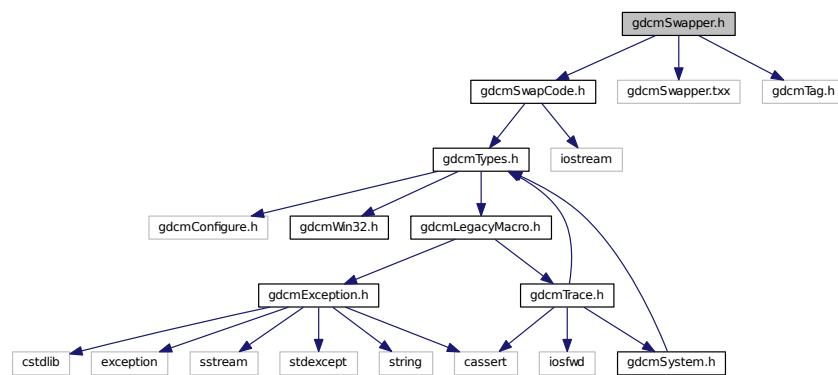 gdcmSwapper.h
gdcmSwapCode.h
gdcmSwapper.txx
gdcmTag.h
gdcmTypes.h
iostream
gdcmConfigure.h
gdcmWin32.h
gdcmLegacyMacro.h
gdcmException.h
gdcmTrace.h
cstdlib
exception
sstream
stdexcept
string
cassert
iosfwd
gdcmSystem.h